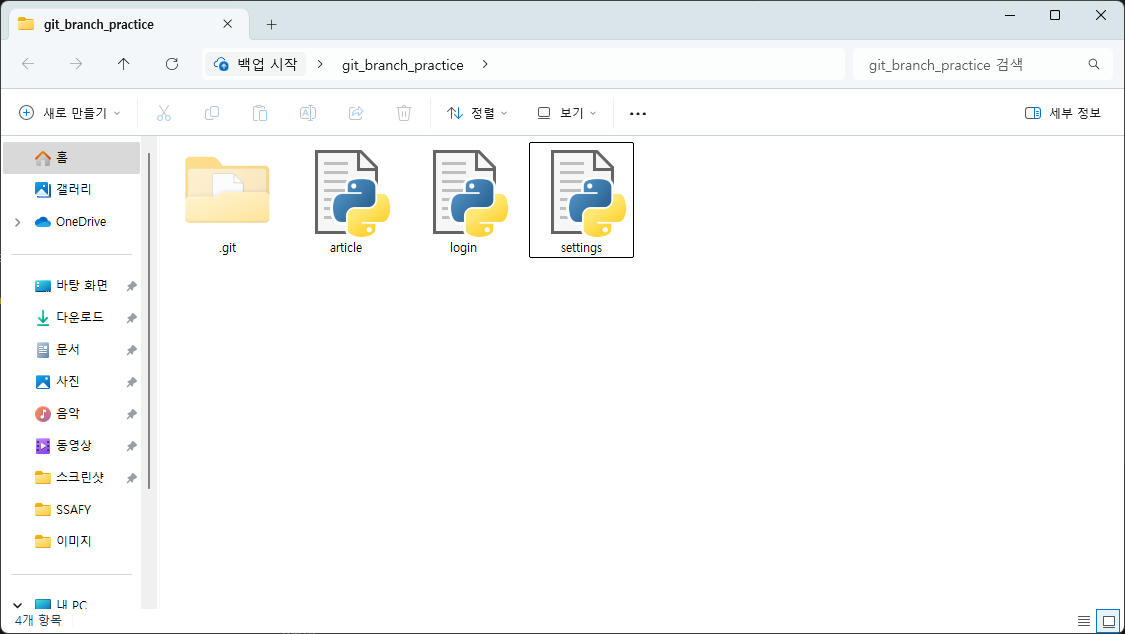 git_branch_practice
백업 시작 > git_branch_practice >
git_branch_practice 검색
새로 만들기
정렬
보기
세부 정보
홈
갤러리
OneDrive
바탕 화면
다운로드
문서
사진
음악
동영상
스크린샷
SSAFY
이미지
내 PC
.git
article
login
settings
4개 항목